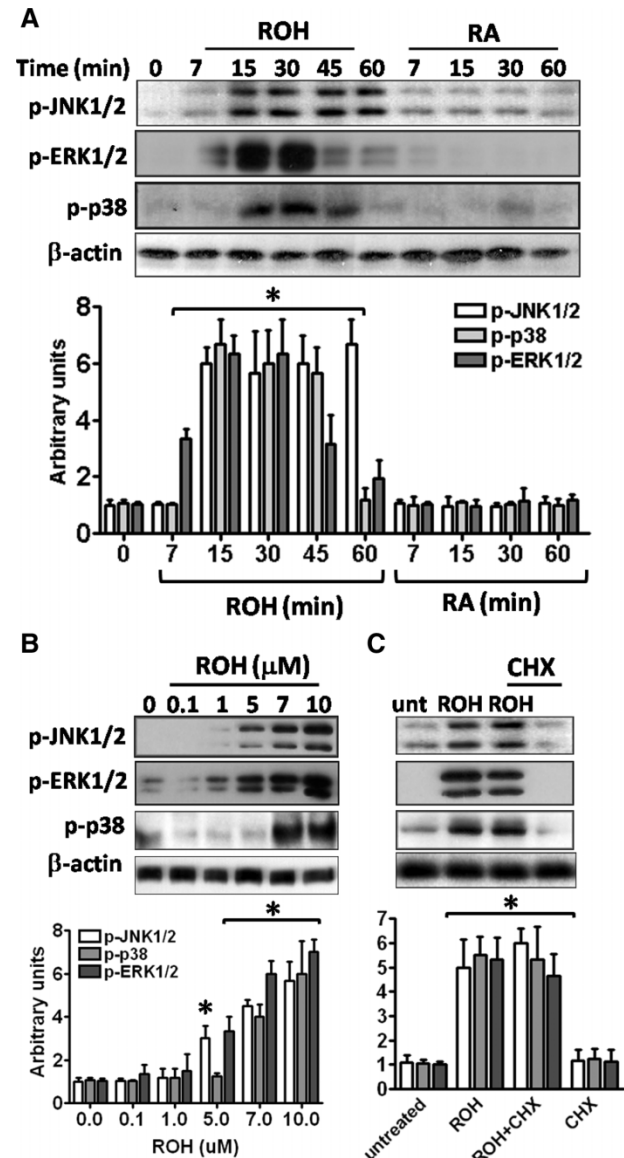 A
ROH RA
Time (min) 0 7 15 30 45 60 7 15 30 60
p-JNK1/2
p-ERK1/2
p-p38
β-actin
*
p-JNK1/2
p-p38
p-ERK1/2
Arbitrary units
8
6
4
2
0
0 7 15 30 45 60 7 15 30 60
ROH (min) RA (min)
B
ROH (μM)
0 0.1 1 5 7 10
p-JNK1/2
p-ERK1/2
p-p38
β-actin
*
p-JNK1/2
p-p38
p-ERK1/2
*
Arbitrary units
8
6
4
2
0
0.0 0.1 1.0 5.0 7.0 10.0
ROH (uM)
C
CHX
unt ROH ROH
*
7
6
5
4
3
2
1
0
untreated ROH ROH+CHX CHX